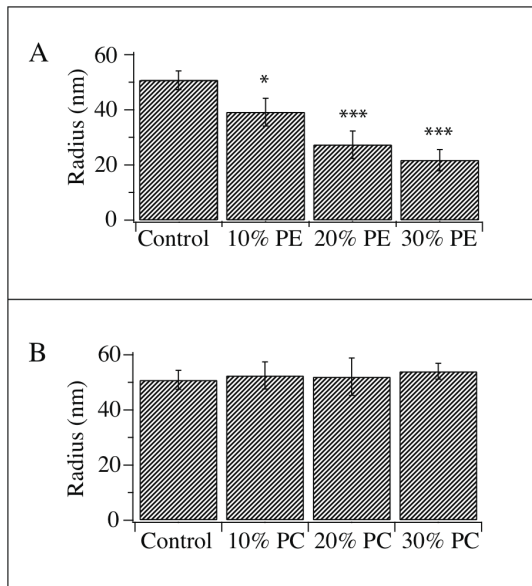 A
60
40
20
0
Radius (nm)
*
***
***
Control 10% PE 20% PE 30% PE
B
60
40
20
0
Radius (nm)
Control 10% PC 20% PC 30% PC